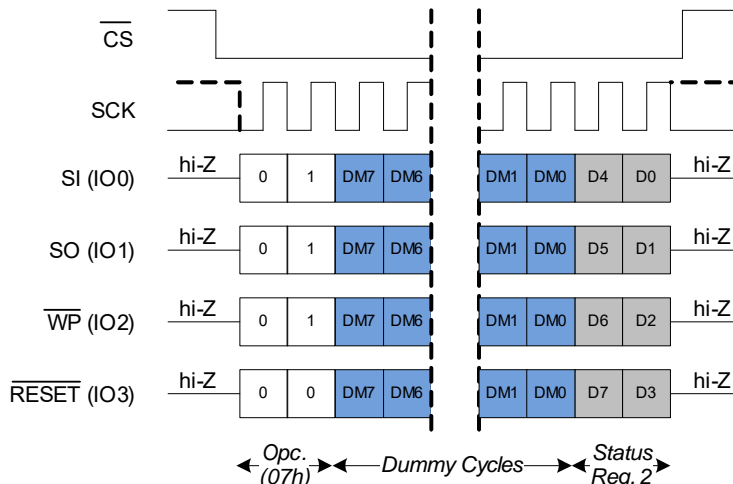 CS
SCK
SI (IO0) hi-Z 0 1 DM7 DM6 DM1 DM0 D4 D0 hi-Z
SO (IO1) hi-Z 0 1 DM7 DM6 DM1 DM0 D5 D1 hi-Z
WP (IO2) hi-Z 0 1 DM7 DM6 DM1 DM0 D6 D2 hi-Z
RESET (IO3) hi-Z 0 0 DM7 DM6 DM1 DM0 D7 D3 hi-Z
Opc. (07h) Dummy Cycles Status Reg. 2